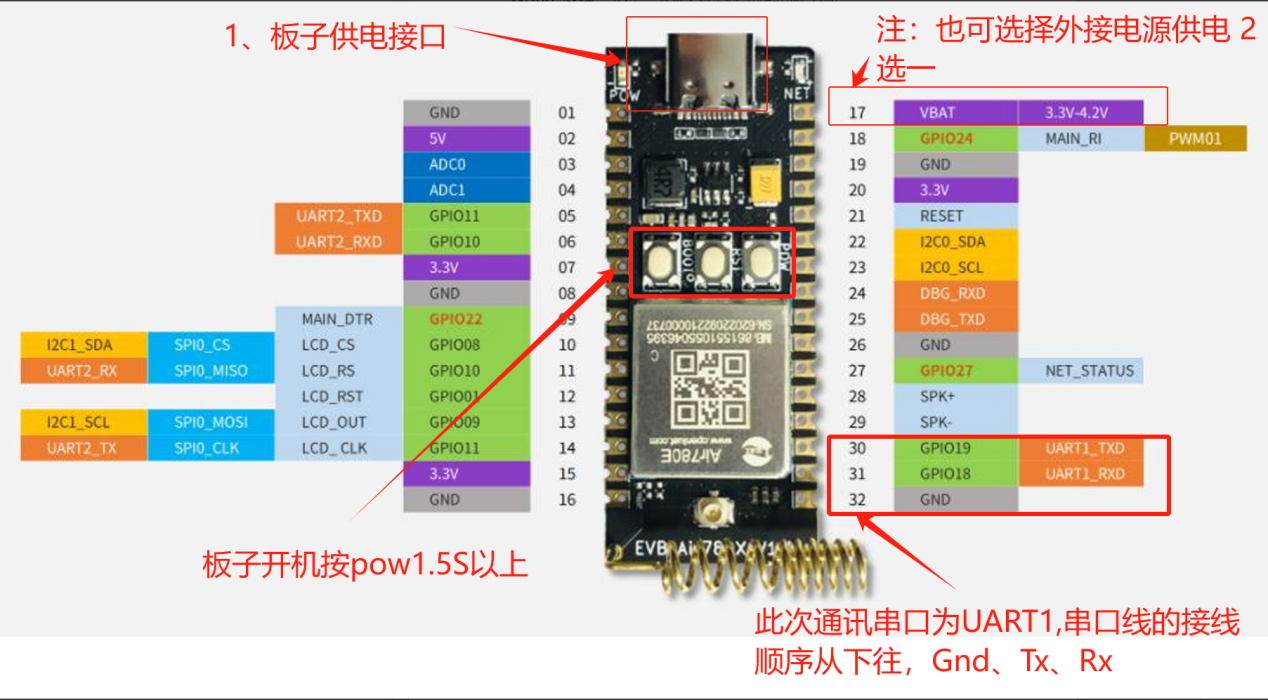 1、板子供电接口
注：也可选择外接电源供电 2
选一
POW
NET
GND 01
5V 02
ADC0 03
ADC1 04
UART2_TXD GPIO11 05
UART2_RXD GPIO10 06
3.3V 07
GND 08
MAIN_DTR GPIO22 09
I2C1_SDA SPI0_CS LCD_CS GPIO08 10
UART2_RX SPI0_MISO LCD_RS GPIO10 11
LCD_RST GPIO01 12
I2C1_SCL SPI0_MOSI LCD_OUT GPIO09 13
UART2_TX SPI0_CLK LCD_ CLK GPIO11 14
3.3V 15
GND 16
4R7
BOOT
RST
POW
Air780E
www.openluat.com
C
17 VBAT 3.3V-4.2V
18 GPIO24 MAIN_RI PWM01
19 GND
20 3.3V
21 RESET
22 I2C0_SDA
23 I2C0_SCL
24 DBG_RXD
25 DBG_TXD
26 GND
27 GPIO27 NET_STATUS
28 SPK+
29 SPK-
30 GPIO19 UART1_TXD
31 GPIO18 UART1_RXD
32 GND
板子开机按pow1.5S以上
此次通讯串口为UART1,串口线的接线
顺序从下往，Gnd、Tx、Rx